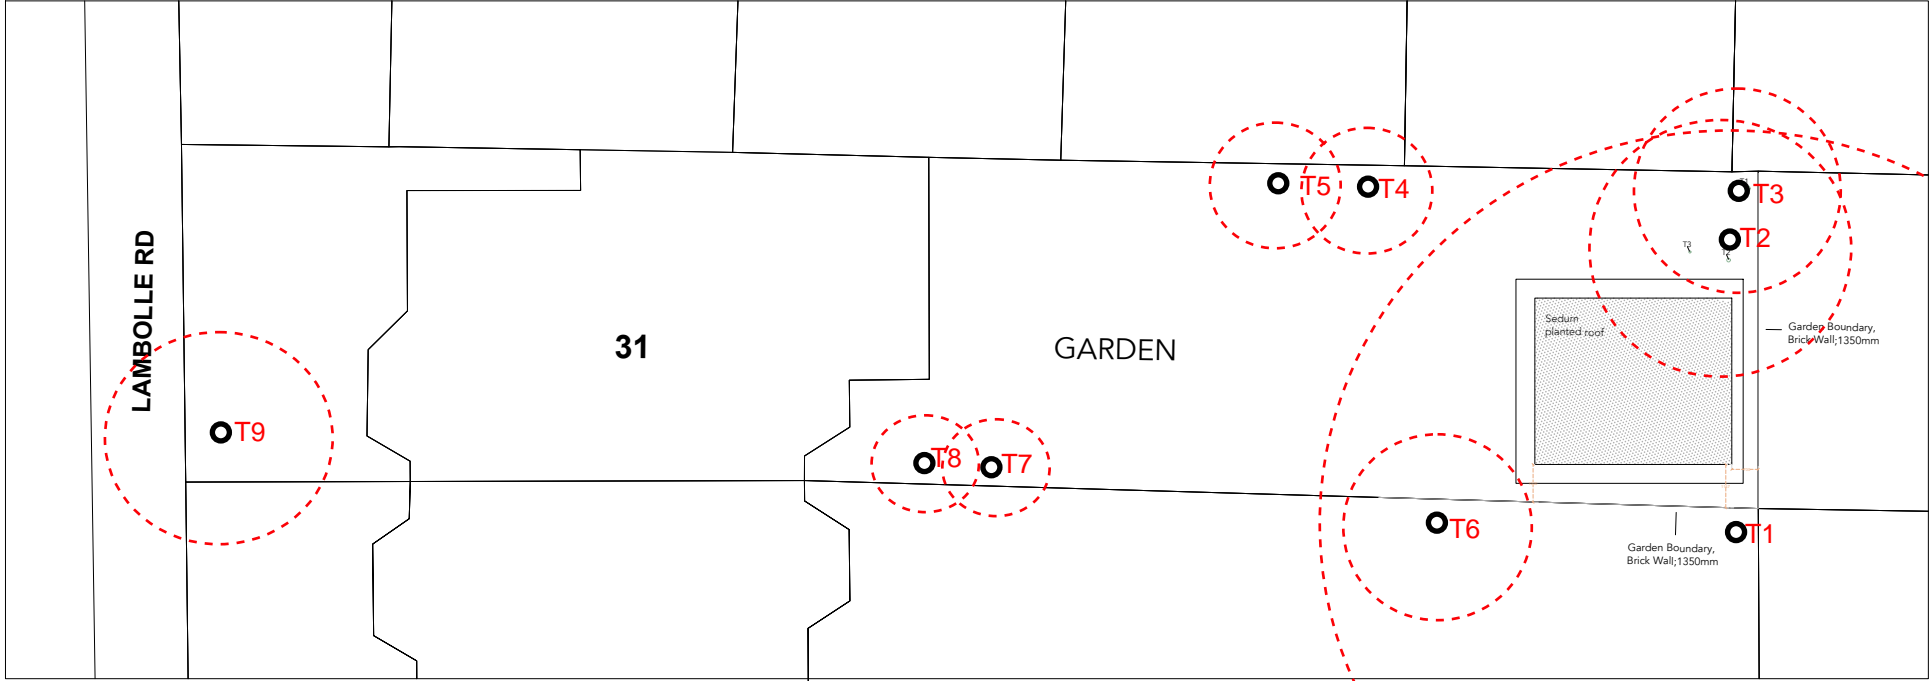 T5
T4
T3
T2
T3
LAMBOLLE RD
31
GARDEN
Sedum
planted roof
Garden Boundary,
Brick Wall;1350mm
T9
T8
T7
T6
T1
Garden Boundary,
Brick Wall;1350mm